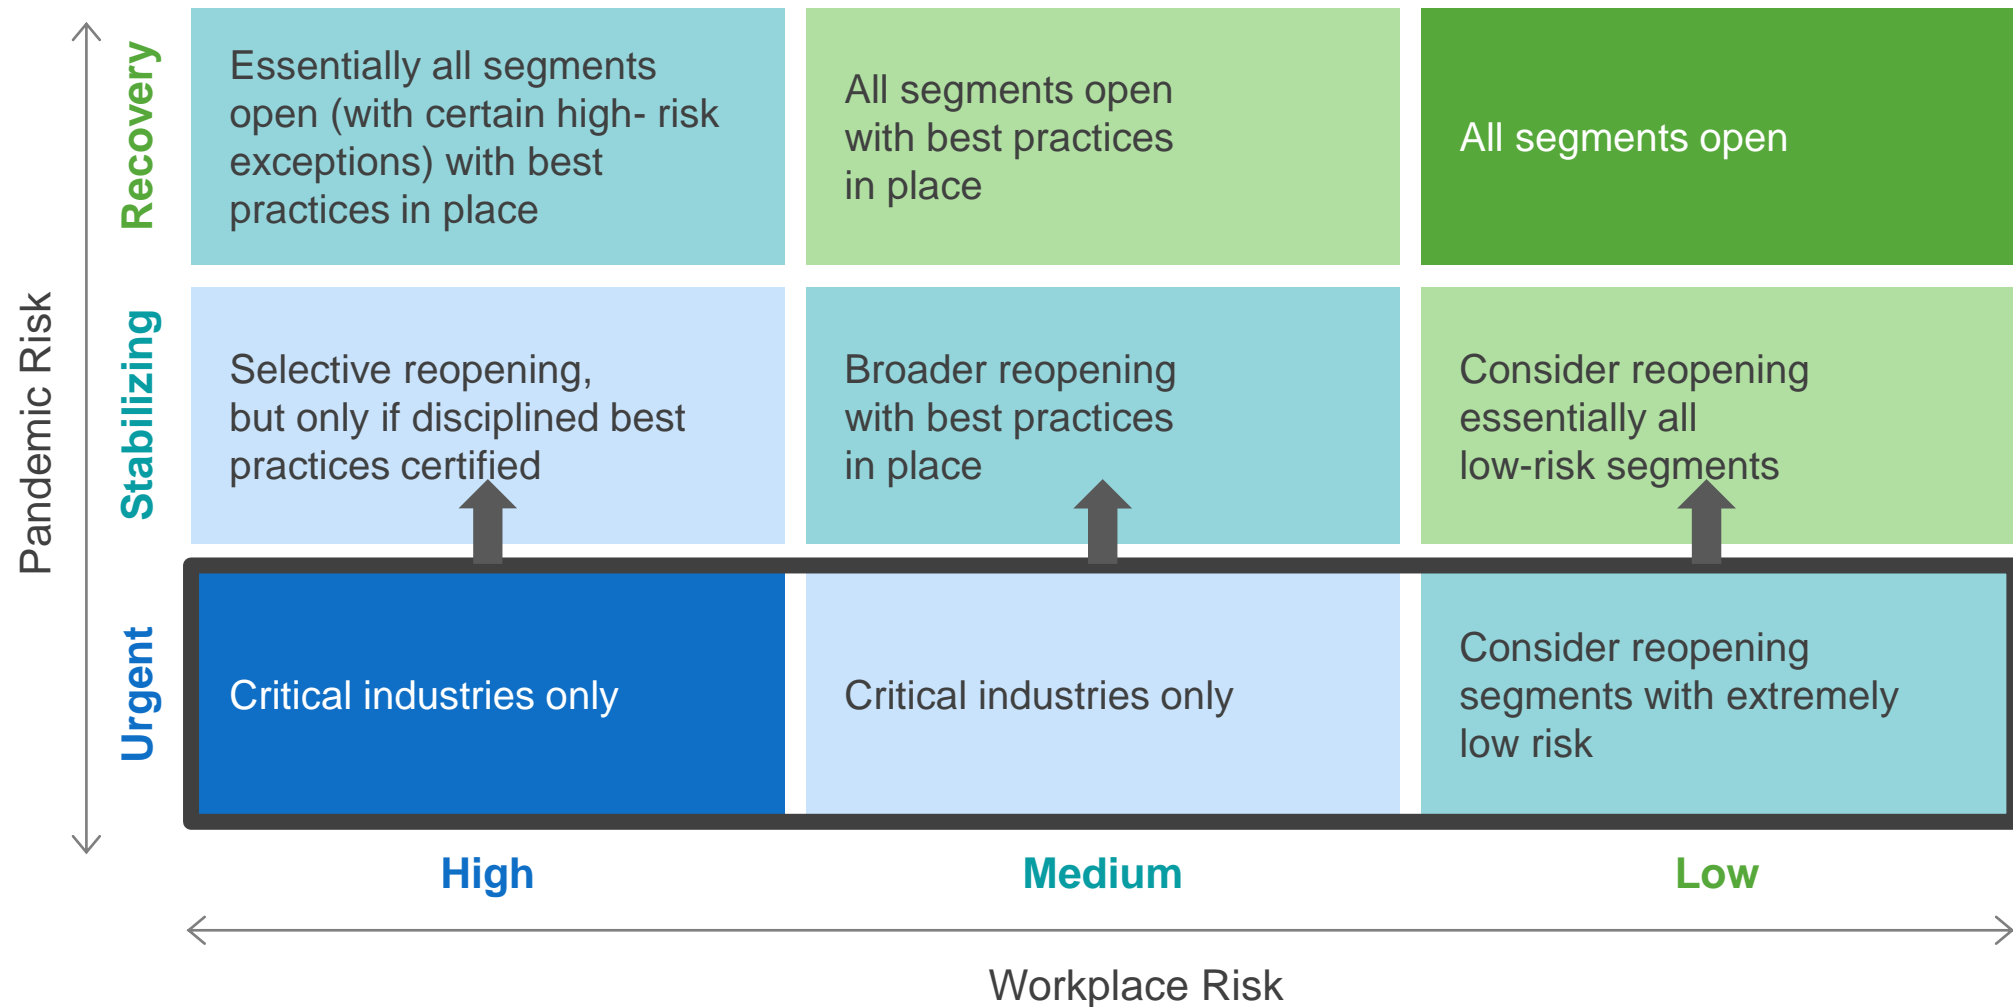 Pandemic Risk
Recovery
Essentially all segments
open (with certain high- risk
exceptions) with best
practices in place
All segments open
with best practices
in place
All segments open
Stabilizing
Selective reopening,
but only if disciplined best
practices certified
Broader reopening
with best practices
in place
Consider reopening
essentially all
low-risk segments
Urgent
Critical industries only
Critical industries only
Consider reopening
segments with extremely
low risk
High
Medium
Low
Workplace Risk